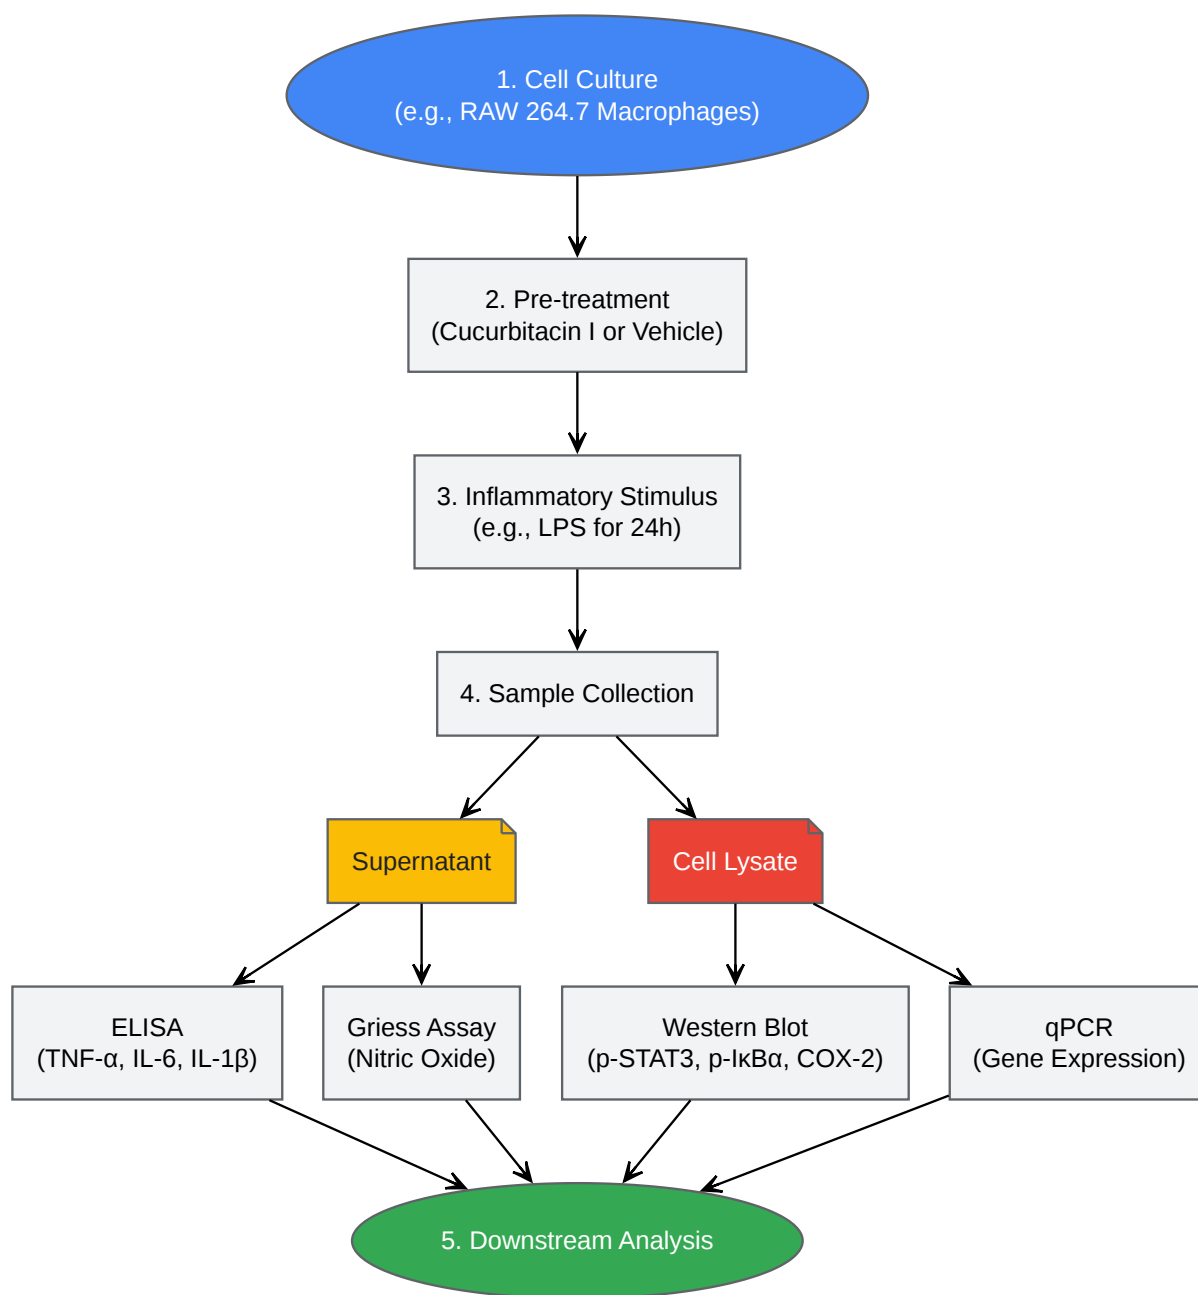 1. Cell Culture
(e.g., RAW 264.7 Macrophages)
2. Pre-treatment
(Cucurbitacin I or Vehicle)
3. Inflammatory Stimulus
(e.g., LPS for 24h)
4. Sample Collection
Supernatant
Cell Lysate
ELISA
(TNF-α, IL-6, IL-1β)
Griess Assay
(Nitric Oxide)
Western Blot
(p-STAT3, p-IκBα, COX-2)
qPCR
(Gene Expression)
5. Downstream Analysis